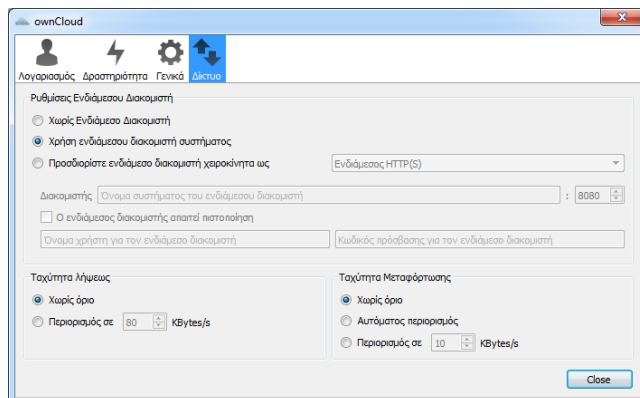 ownCloud
Λογαριασμός Δραστηριότητα Γενικά Δίκτυο
Ρυθμίσεις Ενδιάμεσου Διακομιστή
Χωρίς Ενδιάμεσο Διακομιστή
Χρήση ενδιάμεσου διακομιστή συστήματος
Προσδιορίστε ενδιάμεσο διακομιστή χειροκίνητα ως Ενδιάμεσος HTTP(S)
Διακομιστής Όνομα συστήματος του ενδιάμεσου διακομιστή : 8080
Ο ενδιάμεσος διακομιστής απαιτεί πιστοποίηση
Όνομα χρήστη για τον ενδιάμεσο διακομιστή Κωδικός πρόσβασης για τον ενδιάμεσο διακομιστή
Ταχύτητα λήψεως Ταχύτητα Μεταφόρτωσης
Χωρίς όριο Χωρίς όριο
Περιορισμός σε 80 KBytes/s Αυτόματος περιορισμός
Περιορισμός σε 10 KBytes/s
Close